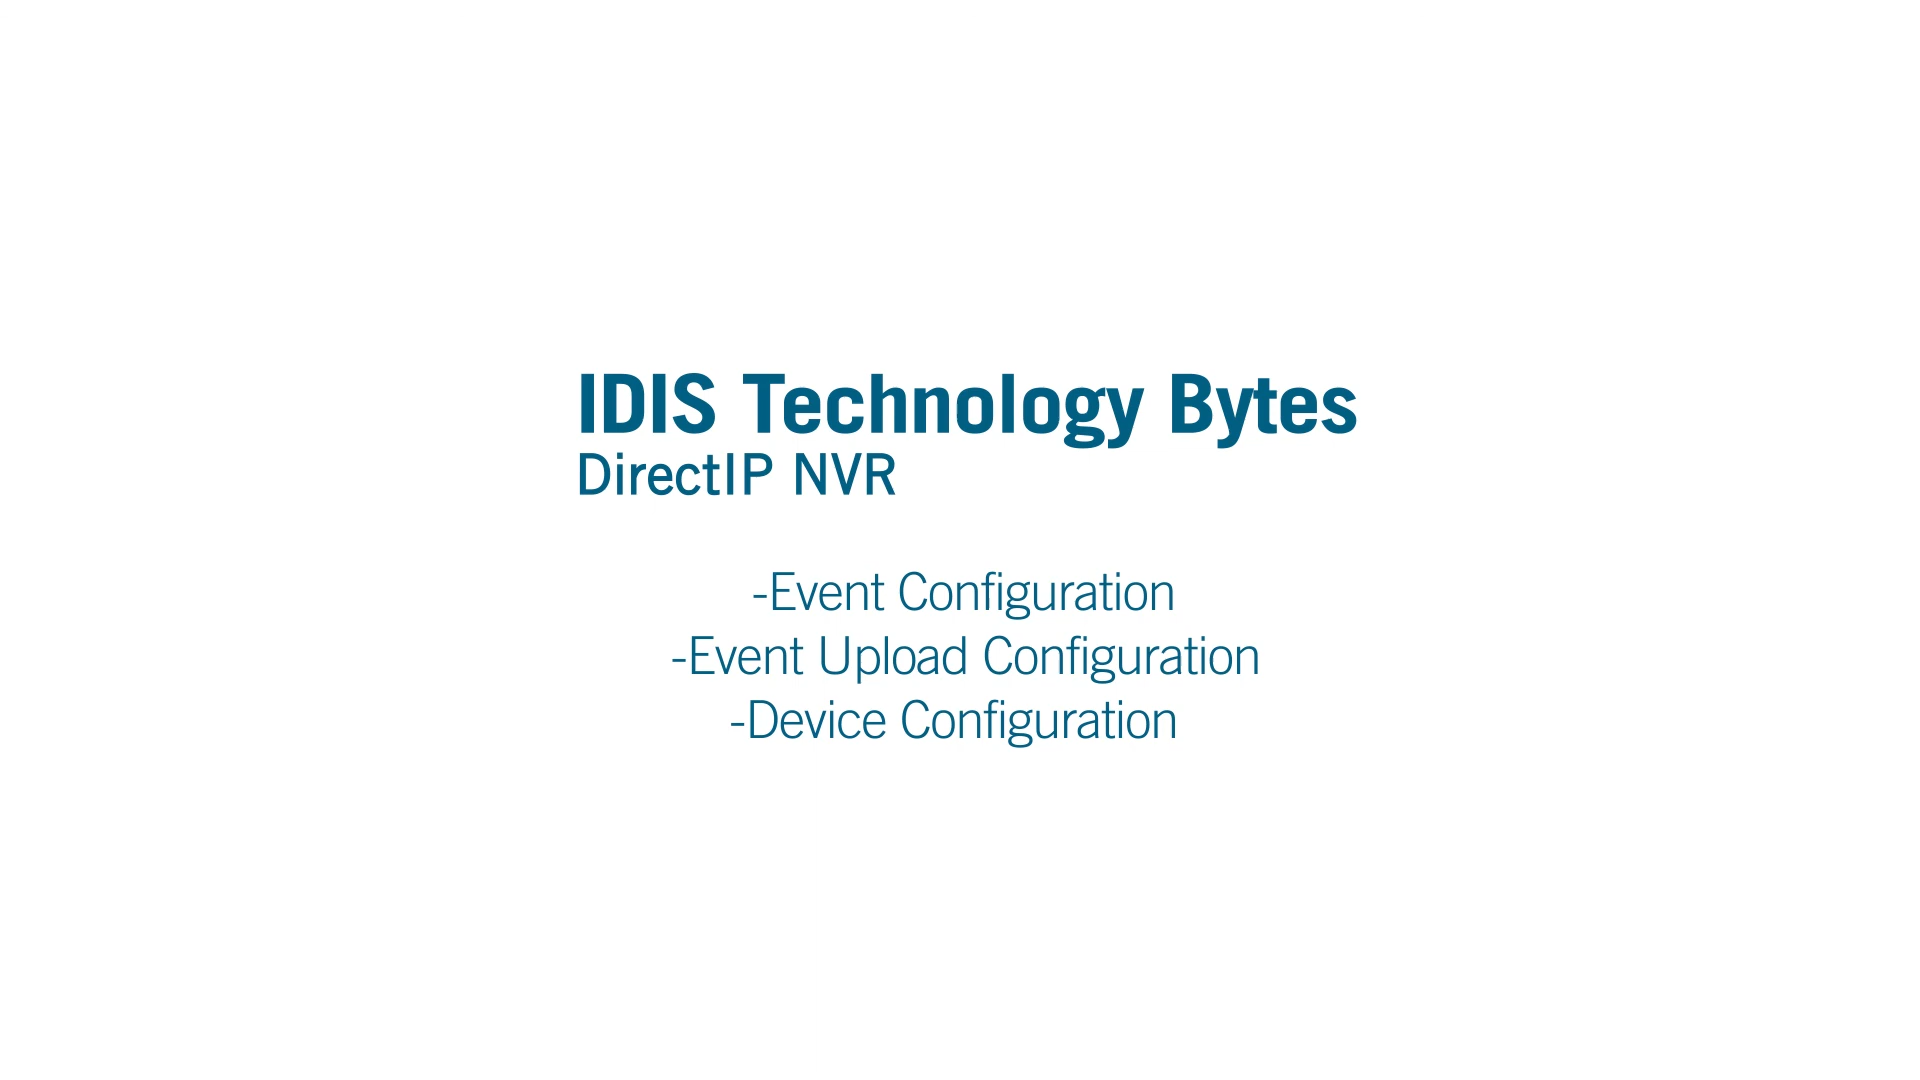 IDIS Technology Bytes
DirectIP NVR
-Event Configuration
-Event Upload Configuration
-Device Configuration